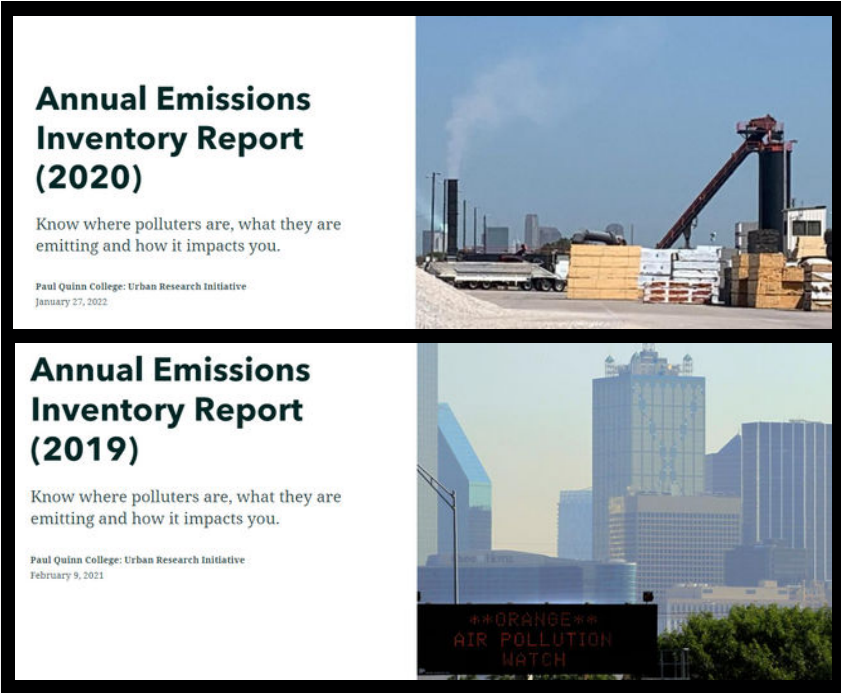 Annual Emissions
Inventory Report
(2020)
Know where polluters are, what they are
emitting and how it impacts you.
Paul Quinn College: Urban Research Initiative
January 27, 2022
Annual Emissions
Inventory Report
(2019)
Know where polluters are, what they are
emitting and how it impacts you.
Paul Quinn College: Urban Research Initiative
February 9, 2021
**ORANGE**
AIR POLLUTION
WATCH